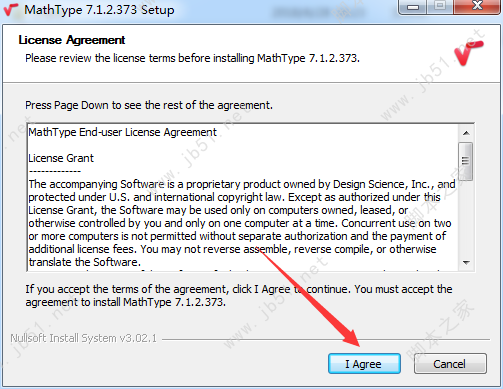 MathType 7.1.2.373 Setup
License Agreement
Please review the license terms before installing MathType 7.1.2.373.
Press Page Down to see the rest of the agreement.
MathType End-user License Agreement
License Grant
-------------
The accompanying Software is a proprietary product owned by Design Science, Inc., and
protected under U.S. and international copyright law. Except as authorized under this
License Grant, the Software may be used only on computers owned, leased, or
otherwise controlled by you and only on one computer at a time. Concurrent use on two
or more computers is not permitted without separate authorization and the payment of
additional license fees. You may not reverse assemble, reverse compile, or otherwise
translate the Software.
If you accept the terms of the agreement, click I Agree to continue. You must accept the
agreement to install MathType 7.1.2.373.
Nullsoft Install System v3.02.1
I Agree
Cancel
www.jb51.net
脚本之家